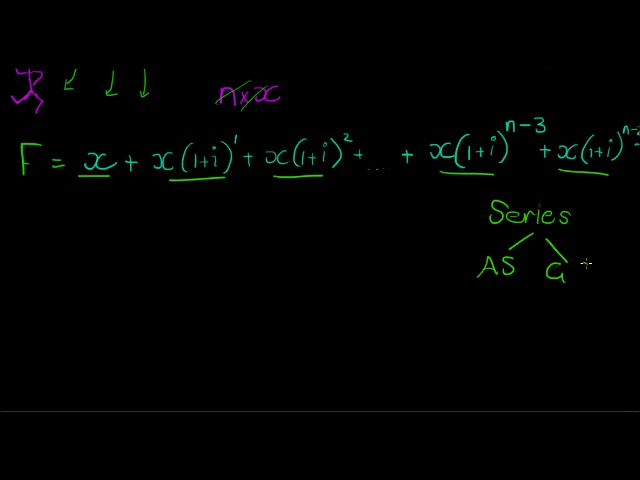 n×x
F = x + x(1+i)^1 + x(1+i)^2 + ... + x(1+i)^{n-3} + x(1+i)^{n-2}
Series
AS G